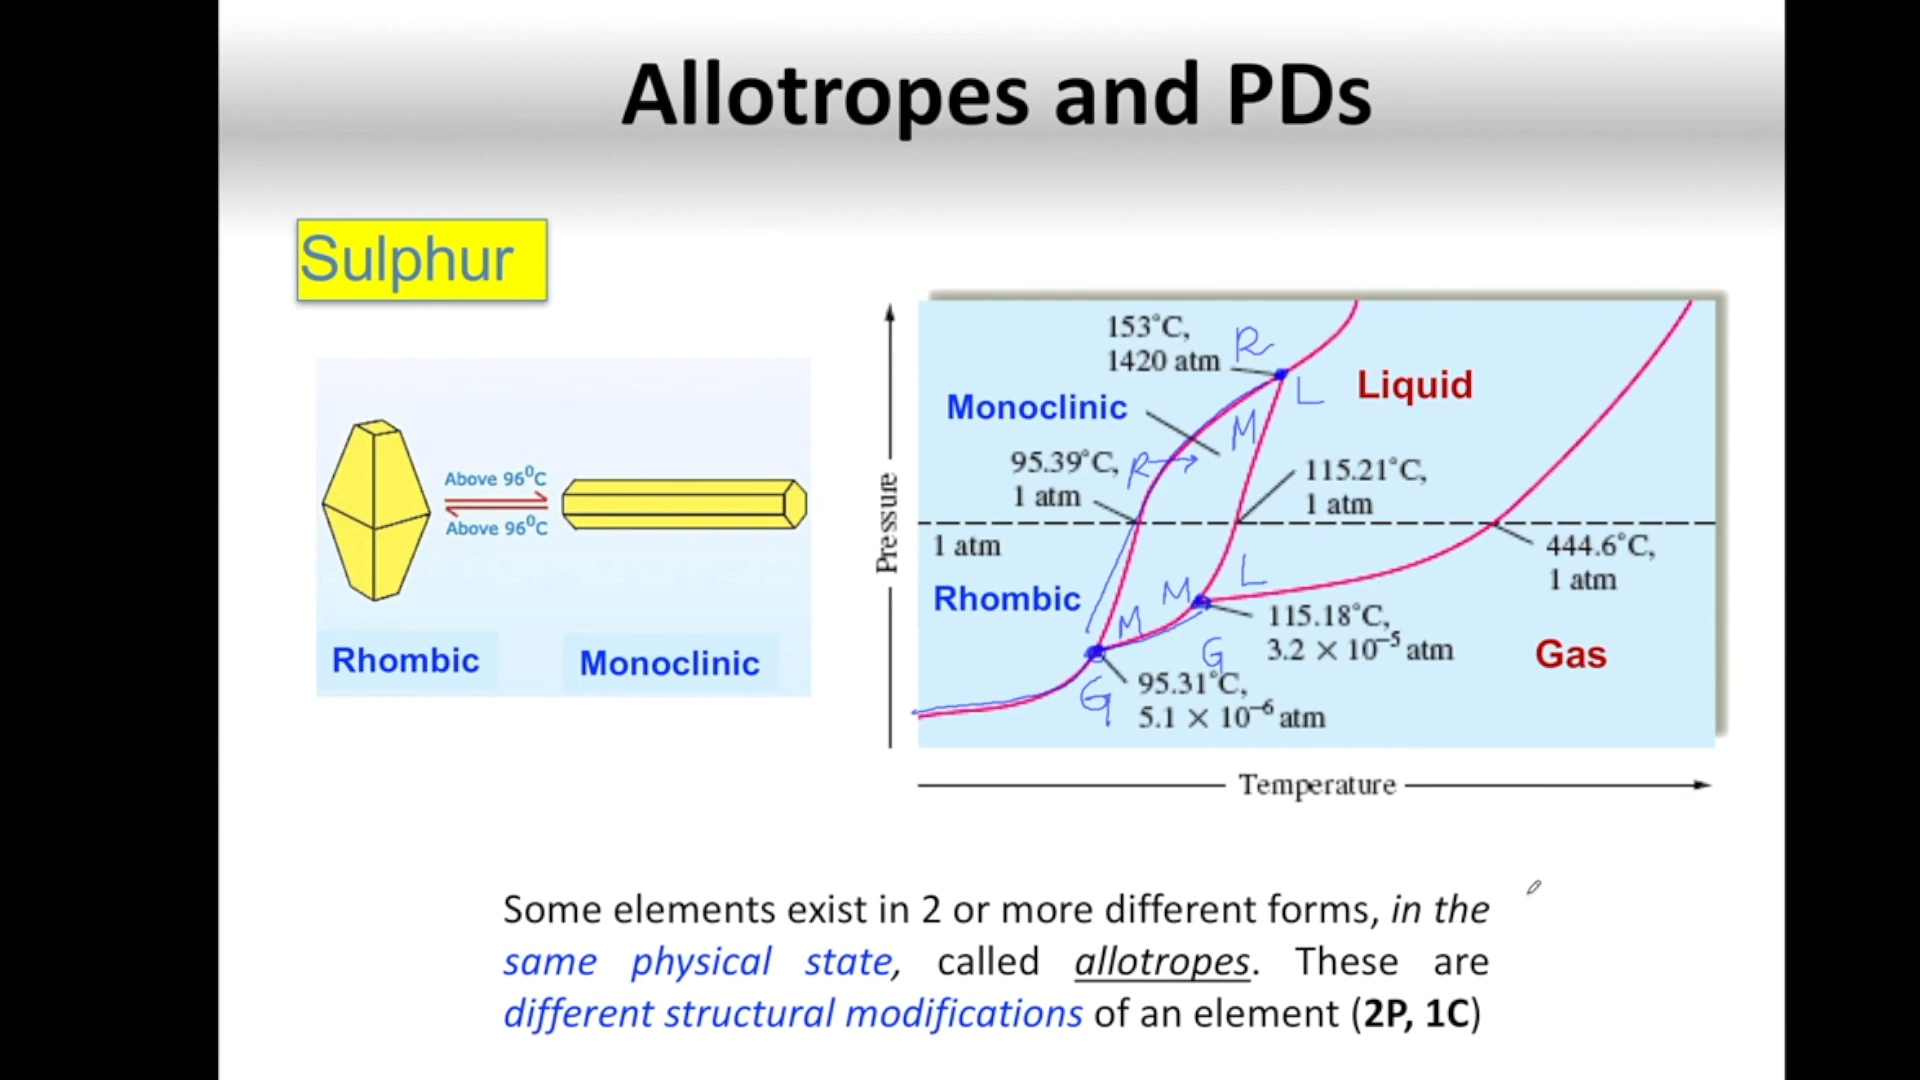 Allotropes and PDs
Sulphur
Above 96⁰C
Above 96⁰C
Rhombic
Monoclinic
Pressure
153°C,
1420 atm
R
L
Liquid
Monoclinic
M
95.39°C,
1 atm
R
115.21°C,
1 atm
1 atm
444.6°C,
1 atm
Rhombic
M
L
M
115.18°C,
3.2 × 10⁻⁵ atm
G
Gas
G
95.31°C,
5.1 × 10⁻⁶ atm
Temperature
Some elements exist in 2 or more different forms, in the
same physical state, called allotropes. These are
different structural modifications of an element (2P, 1C)